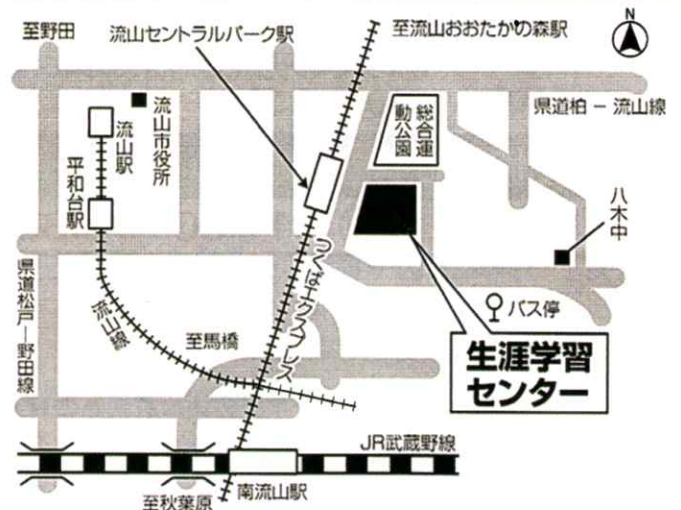 至野田
流山セントラルパーク駅
至流山おおたかの森駅
N
県道柏－流山線
総合運
動公園
流山市役所
流山駅
平和台駅
八木中
つくばエクスプレス
県道松戸―野田線
流山線
至馬橋
バス停
生涯学習
センター
JR武蔵野線
南流山駅
至秋葉原